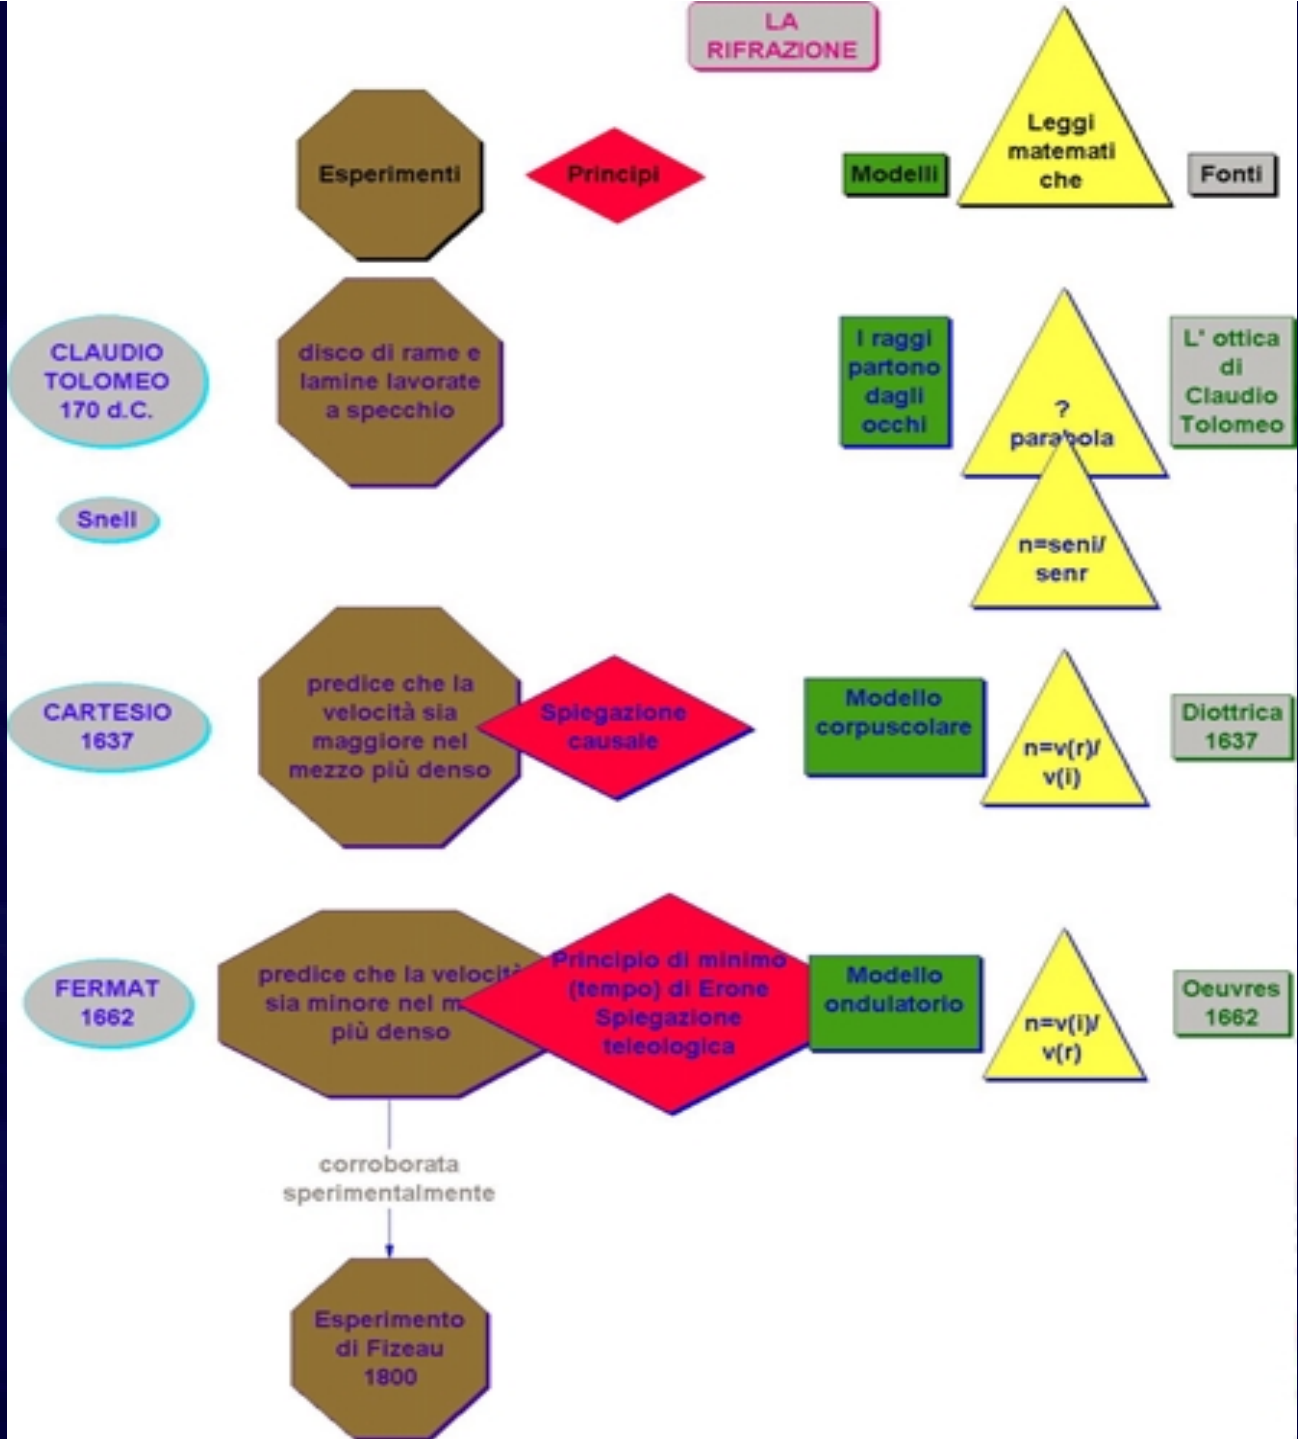 LA
RIFRAZIONE
Esperimenti
Principi
Modelli
Leggi
matemati
che
Fonti
CLAUDIO
TOLOMEO
170 d.C.
disco di rame e
lamine lavorate
a specchio
I raggi
partono
dagli
occhi
?
parabola
L' ottica
di
Claudio
Tolomeo
Snell
n=seni/
senr
CARTESIO
1637
predice che la
velocità sia
maggiore nel
mezzo più denso
Spiegazione
causale
Modello
corpuscolare
n=v(r)/
v(i)
Diottrica
1637
FERMAT
1662
predice che la velocità
sia minore nel m
più denso
Principio di minimo
(tempo) di Erone
Spiegazione
teleologica
Modello
ondulatorio
n=v(i)/
v(r)
Oeuvres
1662
corroborata
sperimentalmente
Esperimento
di Fizeau
1800